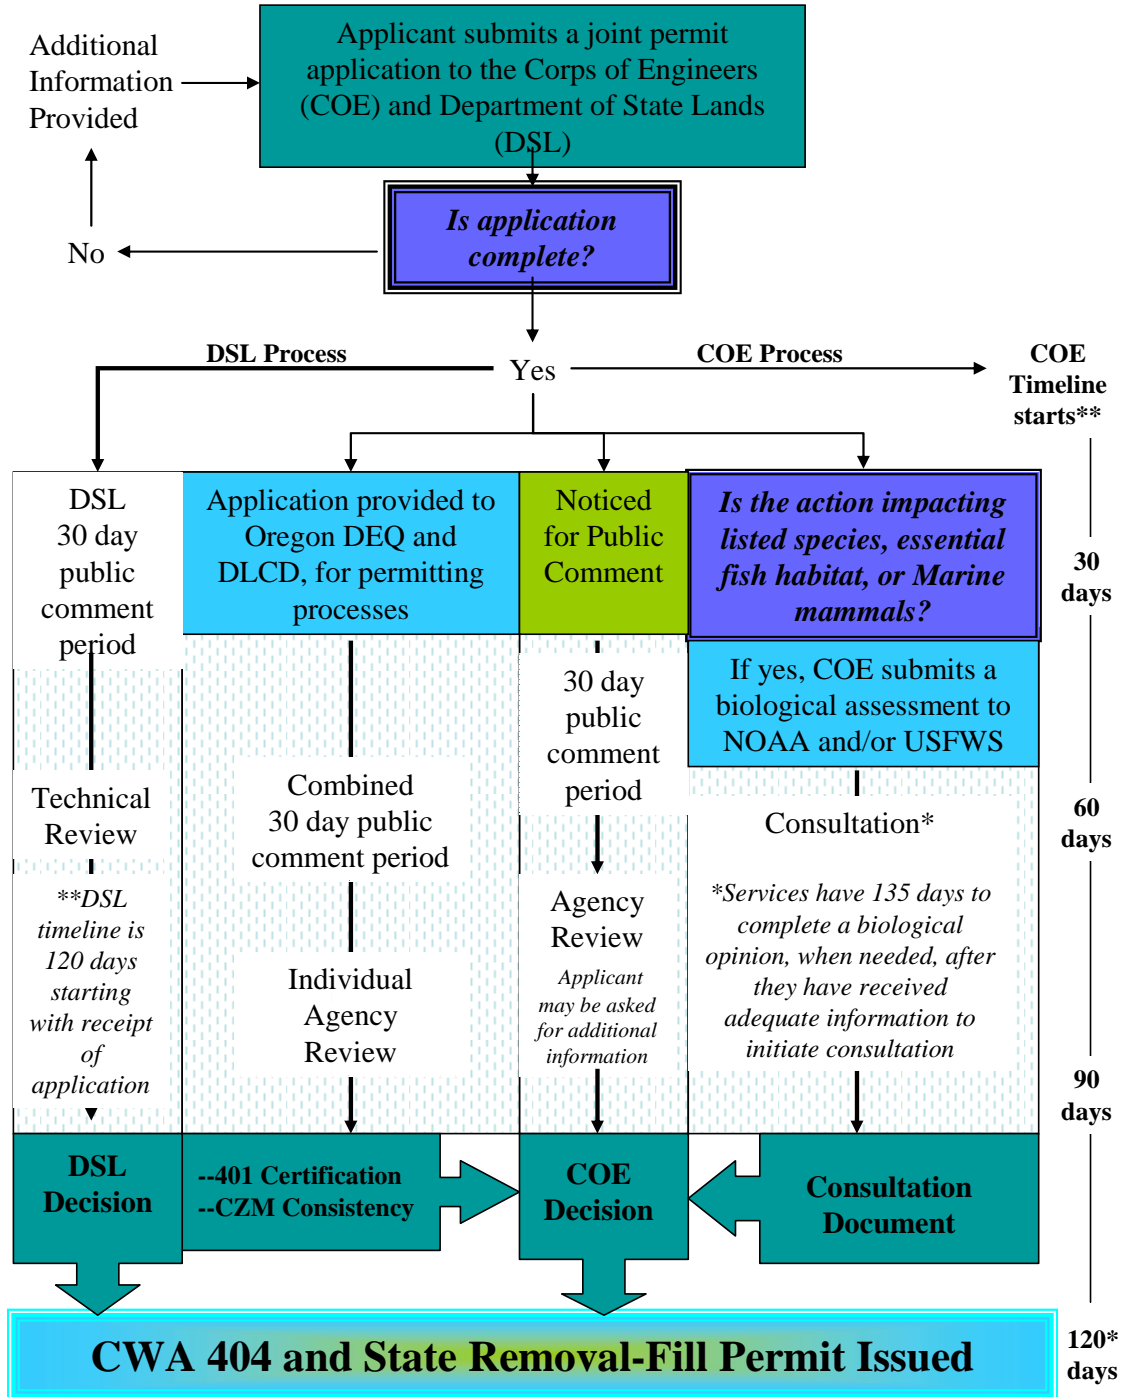 Additional
Information
Provided
Applicant submits a joint permit
application to the Corps of Engineers
(COE) and Department of State Lands
(DSL)
Is application
complete?
No
DSL Process
Yes
COE Process
COE
Timeline
starts**
DSL
30 day
public
comment
period
Application provided to
Oregon DEQ and
DLCD, for permitting
processes
Noticed
for Public
Comment
Is the action impacting
listed species, essential
fish habitat, or Marine
mammals?
30
days
If yes, COE submits a
biological assessment to
NOAA and/or USFWS
Technical
Review
Combined
30 day public
comment period
30 day
public
comment
period
Consultation*
60
days
**DSL
timeline is
120 days
starting
with receipt
of
application
Individual
Agency
Review
Agency
Review
Applicant
may be asked
for additional
information
*Services have 135 days to
complete a biological
opinion, when needed, after
they have received
adequate information to
initiate consultation
90
days
DSL
Decision
--401 Certification
--CZM Consistency
COE
Decision
Consultation
Document
CWA 404 and State Removal-Fill Permit Issued
120*
days